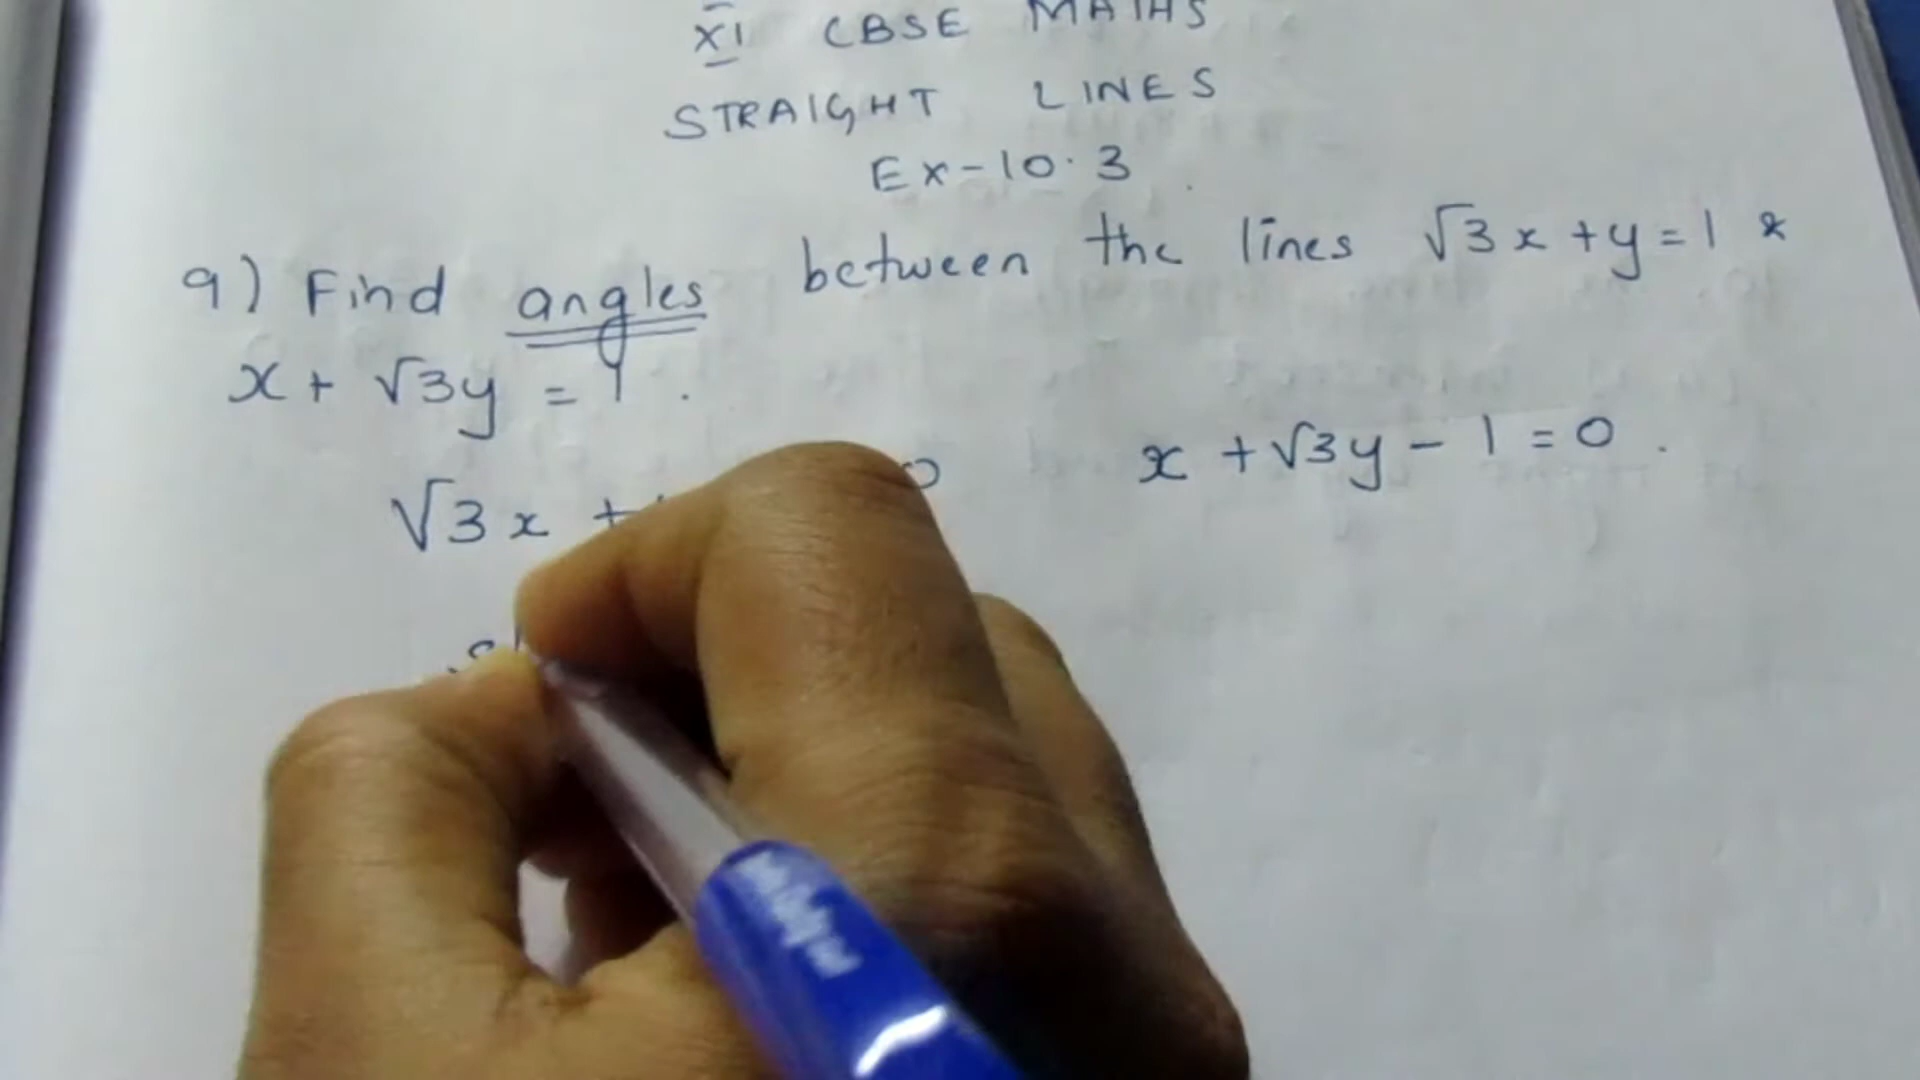 XI CBSE MATHS
STRAIGHT LINES
Ex-10.3
9) Find angles between the lines √3x + y = 1 &
x + √3y = 1.
√3x + 0
x + √3y - 1 = 0.